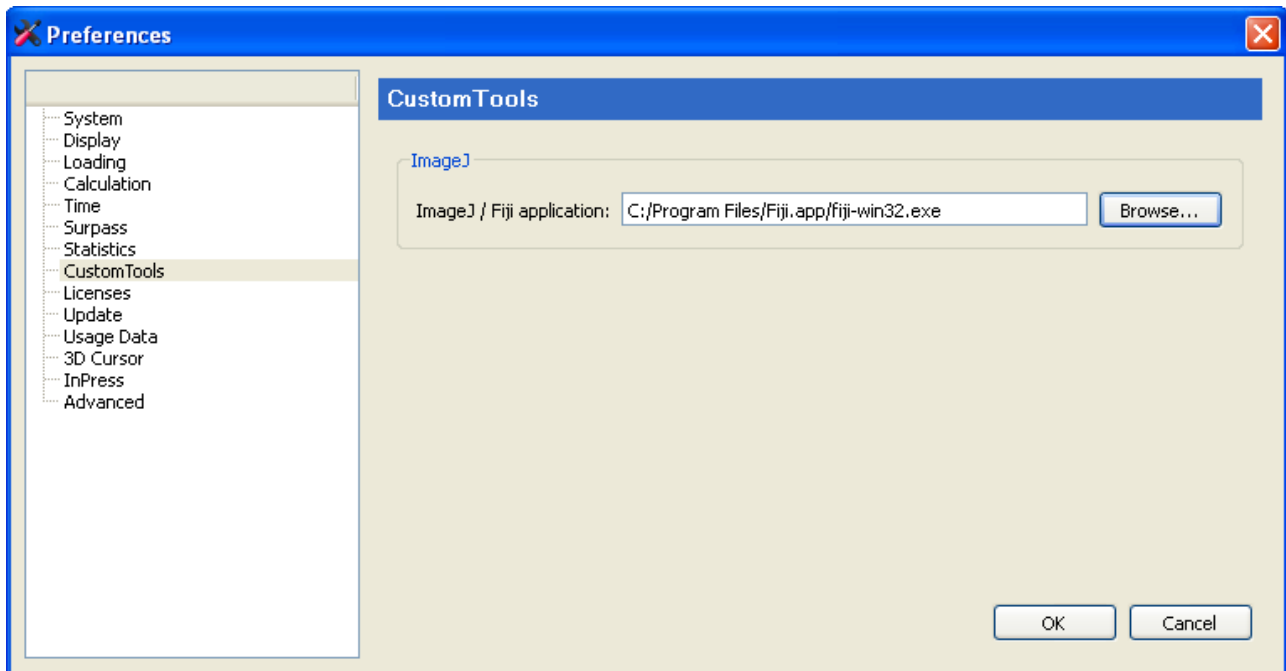 Preferences
System
Display
Loading
Calculation
Time
Surpass
Statistics
CustomTools
Licenses
Update
Usage Data
3D Cursor
InPress
Advanced
CustomTools
ImageJ
ImageJ / Fiji application: C:/Program Files/Fiji.app/fiji-win32.exe Browse...
OK Cancel